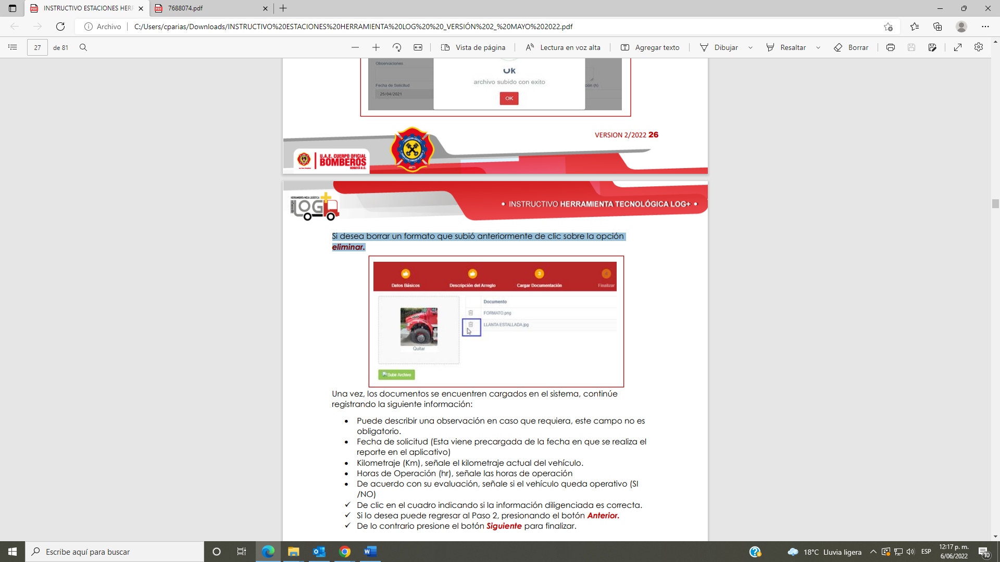 INSTRUCTIVO ESTACIONES HERR
7688074.pdf
Archivo
C:/Users/cparias/Downloads/INSTRUCTIVO%20ESTACIONES%20HERRAMIENTA%20LOG%20%20_VERSIÓN%202_%20MAYO%202022.pdf
27 de 81
Vista de página
Lectura en voz alta
Agregar texto
Dibujar
Resaltar
Borrar
Observaciones
Ok
archivo subido con exito
Fecha de Solicitud
ción (h)
25/04/2021
OK
VERSION 2/2022 26
U.A.E. CUERPO OFICIAL
BOMBEROS
BOGOTÁ D.C.
HERRAMIENTA MESA LOGÍSTICA
LOG
• INSTRUCTIVO HERRAMIENTA TECNOLÓGICA LOG+ •
Si desea borrar un formato que subió anteriormente de clic sobre la opción
eliminar.
Datos Básicos
Descripción del Arreglo
3
Cargar Documentación
4
Finalizar
Documento
FORMATO.png
LLANTA ESTALLADA.jpg
Quitar
Subir Archivo
Una vez, los documentos se encuentren cargados en el sistema, continúe
registrando la siguiente información:
• Puede describir una observación en caso que requiera, este campo no es
obligatorio.
• Fecha de solicitud (Esta viene precargada de la fecha en que se realiza el
reporte en el aplicativo)
• Kilometraje (Km), señale el kilometraje actual del vehículo.
• Horas de Operación (hr), señale las horas de operación
• De acuerdo con su evaluación, señale si el vehículo queda operativo (SI
/NO)
✓ De clic en el cuadro indicando si la información diligenciada es correcta.
✓ Si lo desea puede regresar al Paso 2, presionando el botón Anterior.
✓ De lo contrario presione el botón Siguiente para finalizar.
Escribe aquí para buscar
18°C Lluvia ligera
ESP
12:17 p. m.
6/06/2022
10